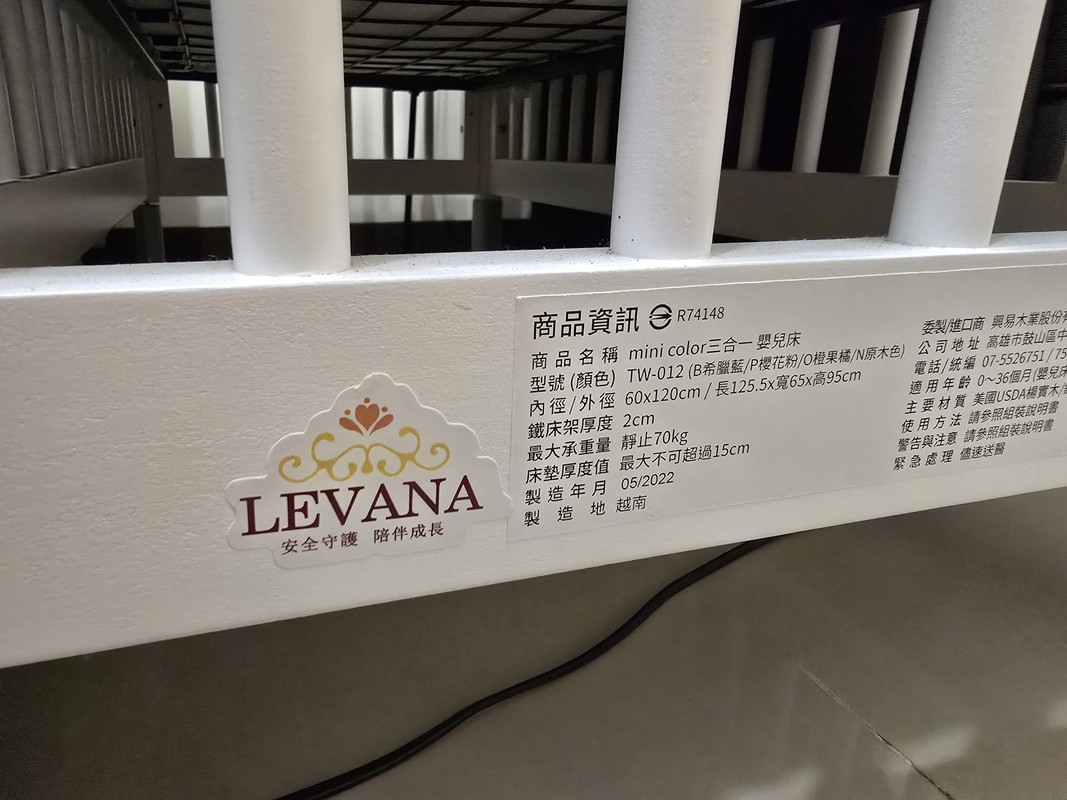 LEVANA
安全守護 陪伴成長
商品資訊 R74148
商品名稱 mini color三合一 嬰兒床
型號(顏色) TW-012 (B希臘藍/P櫻花粉/O橙果橘/N原木色)
內徑/外徑 60x120cm / 長125.5x寬65x高95cm
鐵床架厚度 2cm
最大承重量 靜止70kg
床墊厚度值 最大不可超過15cm
製造年月 05/2022
製造地 越南
委製/進口商 興易木業股份
公司地址 高雄市鼓山區中
電話/統編 07-5526751 / 75
適用年齡 0～36個月(嬰兒床
主要材質 美國USDA楊實木/
使用方法 請參照組裝說明書
警告與注意 請參照組裝說明書
緊急處理 儘速送醫